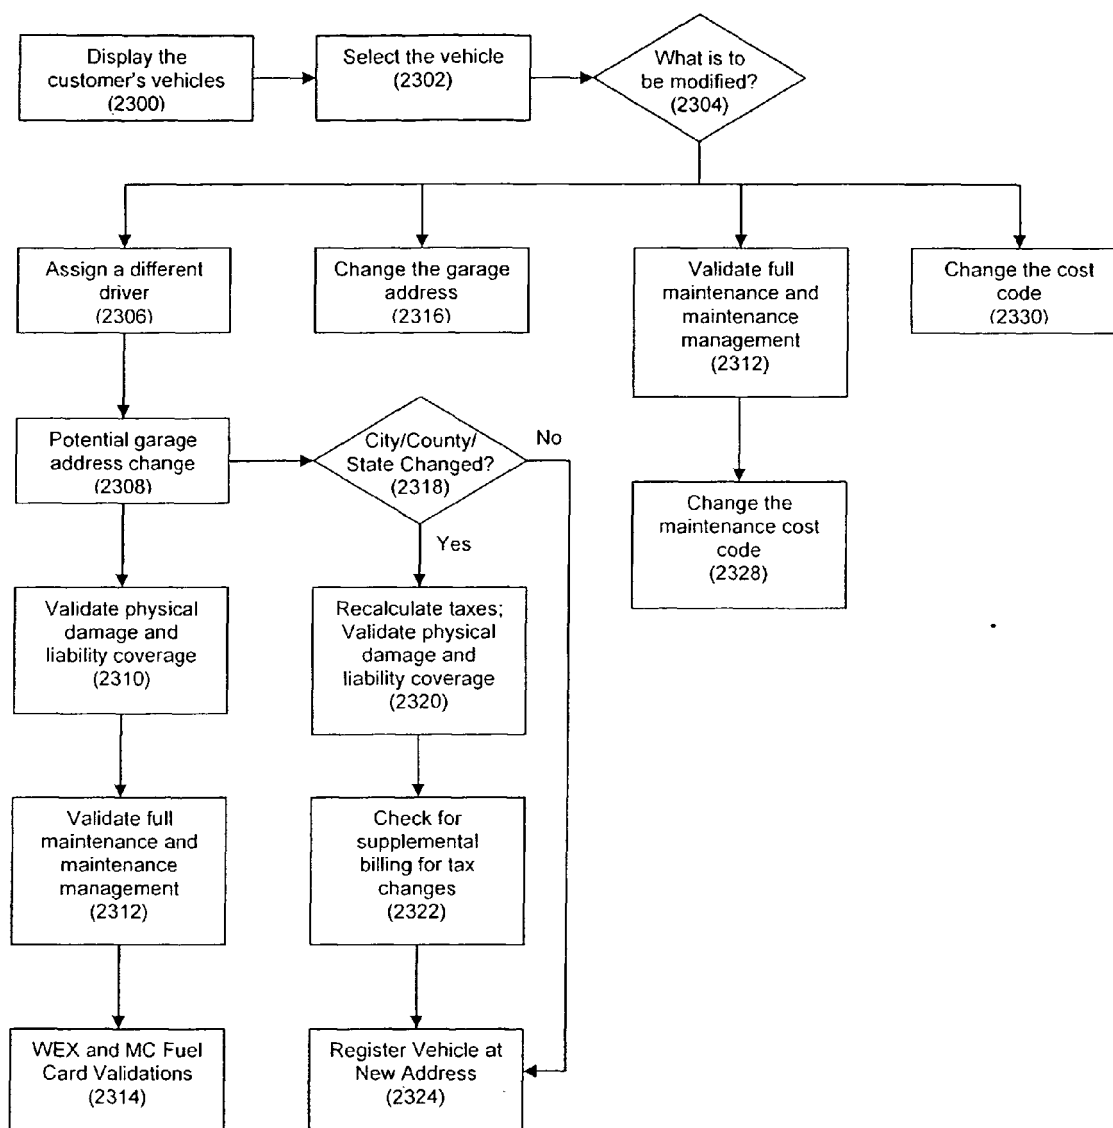 Display the
customer's vehicles
(2300)
Select the vehicle
(2302)
What is to
be modified?
(2304)
Assign a different
driver
(2306)
Change the garage
address
(2316)
Validate full
maintenance and
maintenance
management
(2312)
Change the cost
code
(2330)
Potential garage
address change
(2308)
City/County/
State Changed?
(2318)
No
Yes
Change the
maintenance cost
code
(2328)
Validate physical
damage and
liability coverage
(2310)
Recalculate taxes;
Validate physical
damage and
liability coverage
(2320)
Validate full
maintenance and
maintenance
management
(2312)
Check for
supplemental
billing for tax
changes
(2322)
WEX and MC Fuel
Card Validations
(2314)
Register Vehicle at
New Address
(2324)